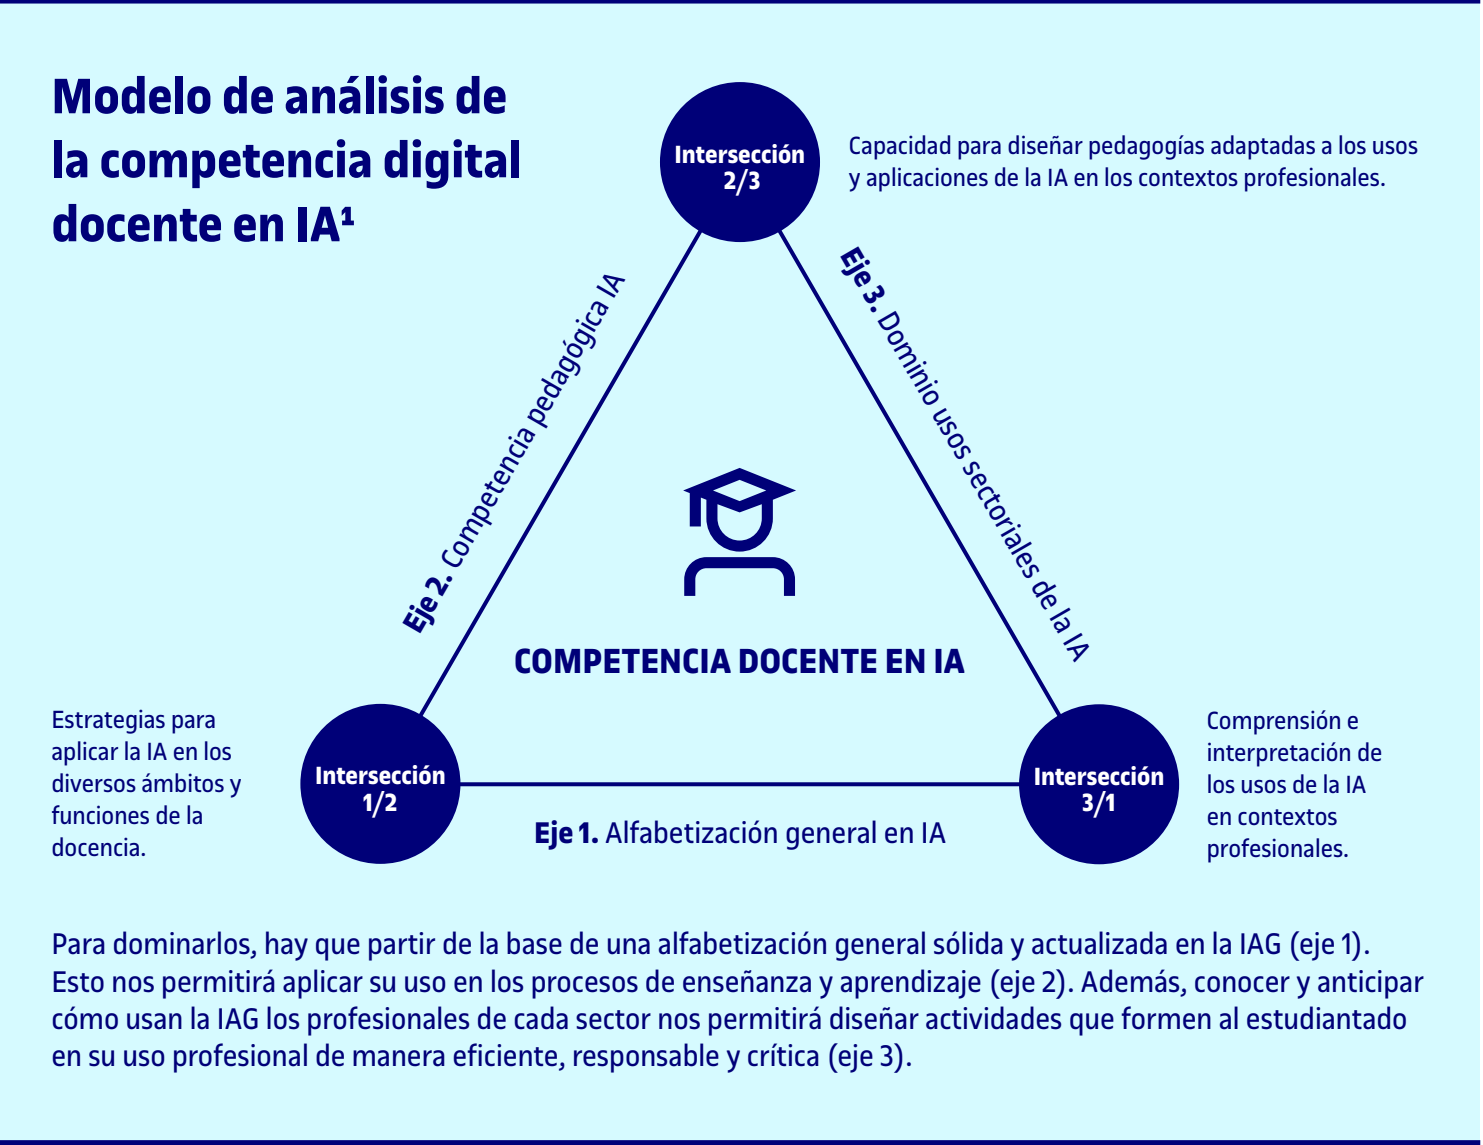 Modelo de análisis de
la competencia digital
docente en IA¹
Intersección
2/3
Capacidad para diseñar pedagogías adaptadas a los usos
y aplicaciones de la IA en los contextos profesionales.
Eje 2. Competencia pedagógica IA
Eje 3. Dominio usos sectoriales de la IA
COMPETENCIA DOCENTE EN IA
Estrategias para
aplicar la IA en los
diversos ámbitos y
funciones de la
docencia.
Intersección
1/2
Eje 1. Alfabetización general en IA
Intersección
3/1
Comprensión e
interpretación de
los usos de la IA
en contextos
profesionales.
Para dominarlos, hay que partir de la base de una alfabetización general sólida y actualizada en la IAG (eje 1).
Esto nos permitirá aplicar su uso en los procesos de enseñanza y aprendizaje (eje 2). Además, conocer y anticipar
cómo usan la IAG los profesionales de cada sector nos permitirá diseñar actividades que formen al estudiantado
en su uso profesional de manera eficiente, responsable y crítica (eje 3).